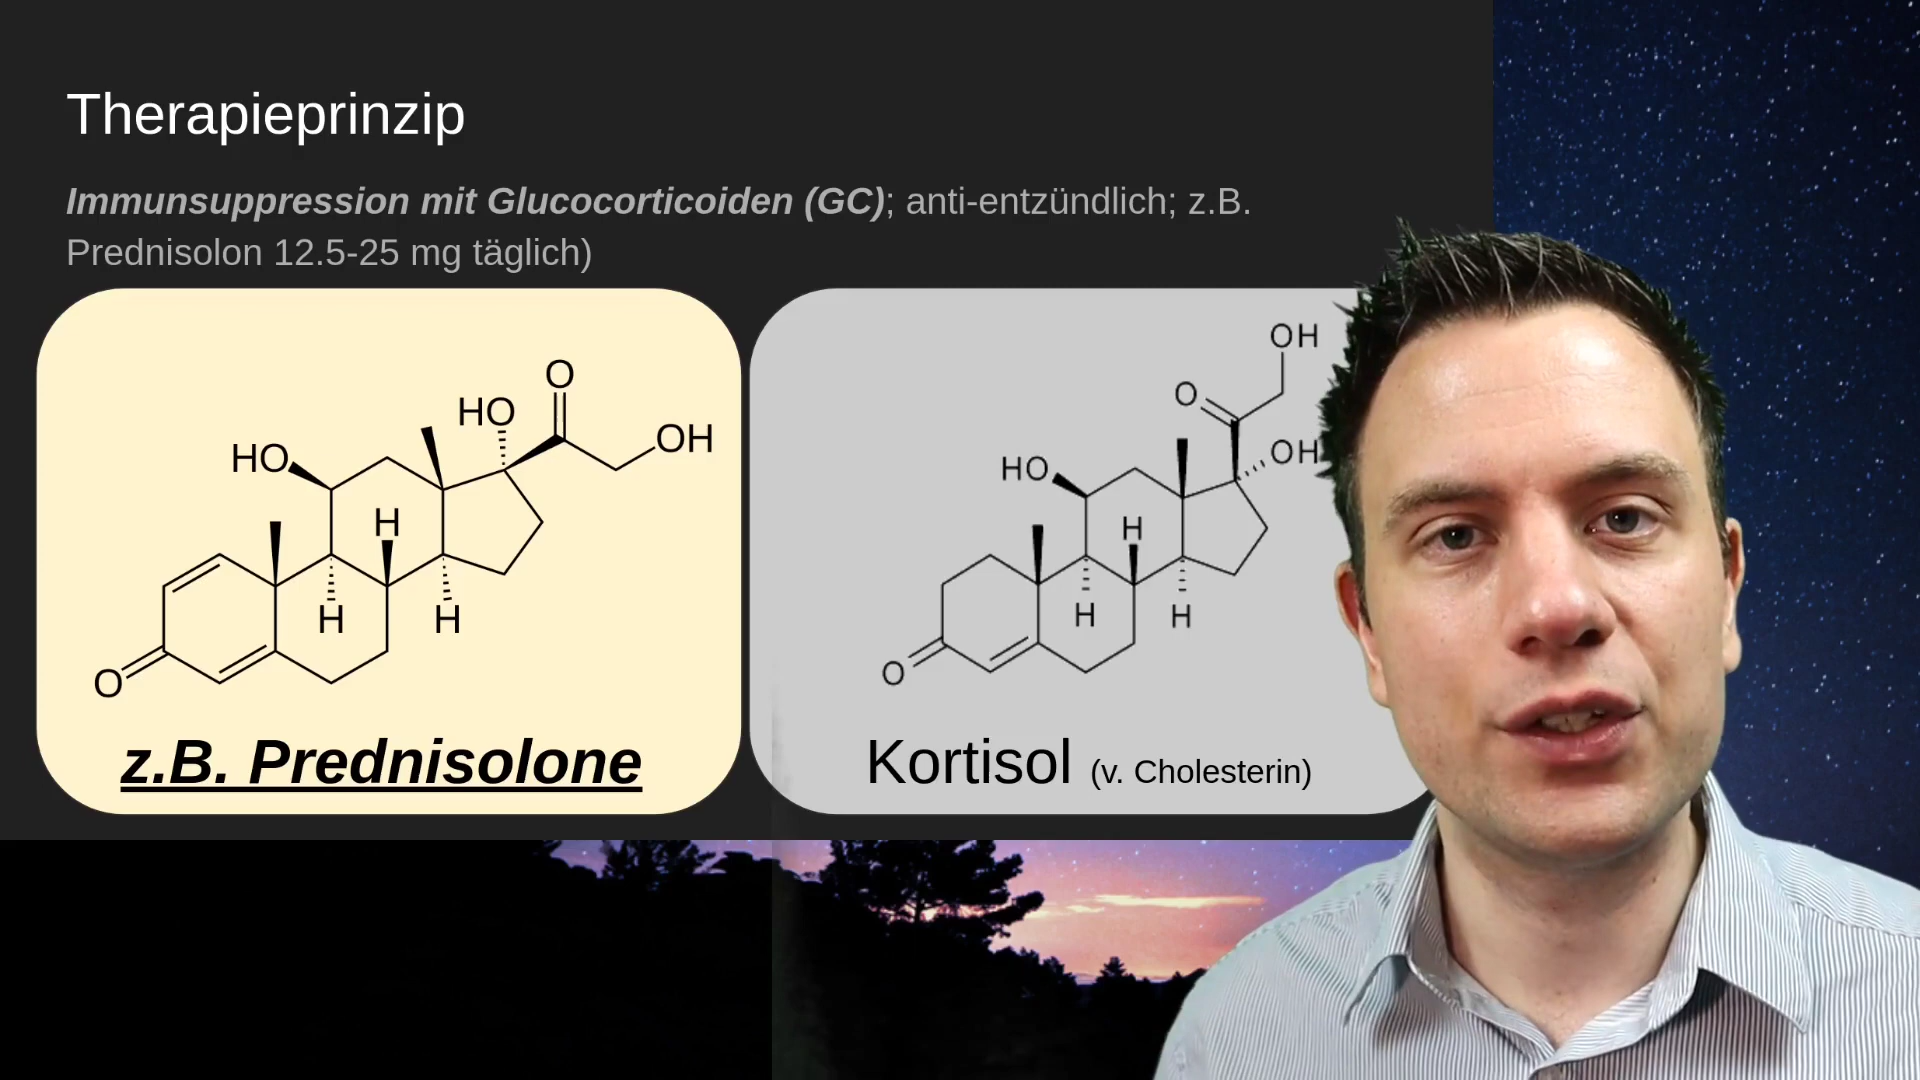 Therapieprinzip
Immunsuppression mit Glucocorticoiden (GC); anti-entzündlich; z.B.
Prednisolon 12.5-25 mg täglich)
O
HO
OH
HO
H
H
H
O
z.B. Prednisolone
OH
O
OH
HO
H
H
H
O
Kortisol (v. Cholesterin)